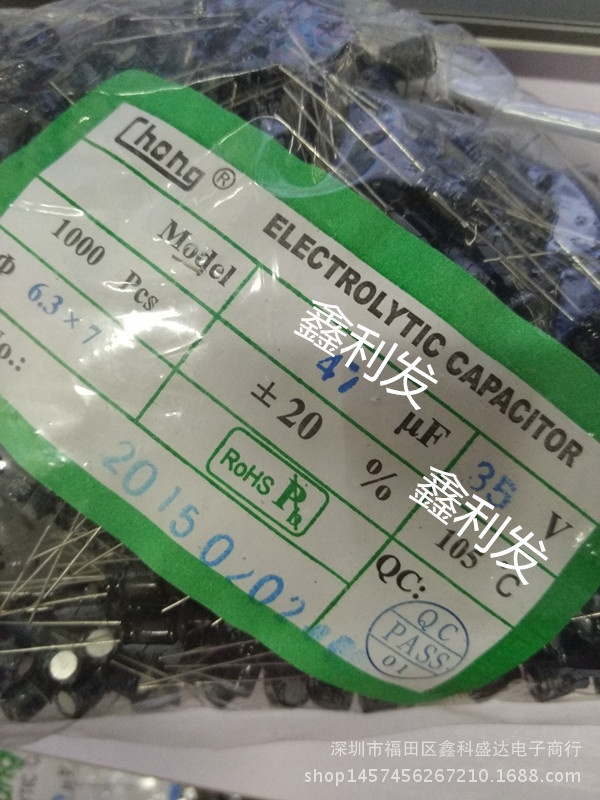 Chong ®
ELECTROLYTIC CAPACITOR
Model
47 μF 35 V
1000 Pcs
± 20 % 105 C
Φ 6.3 × 7
RoHS Pb
QC:
No.:
QC
PASS
01
鑫利发
鑫利发
深圳市福田区鑫科盛达电子商行
shop1457456267210.1688.com